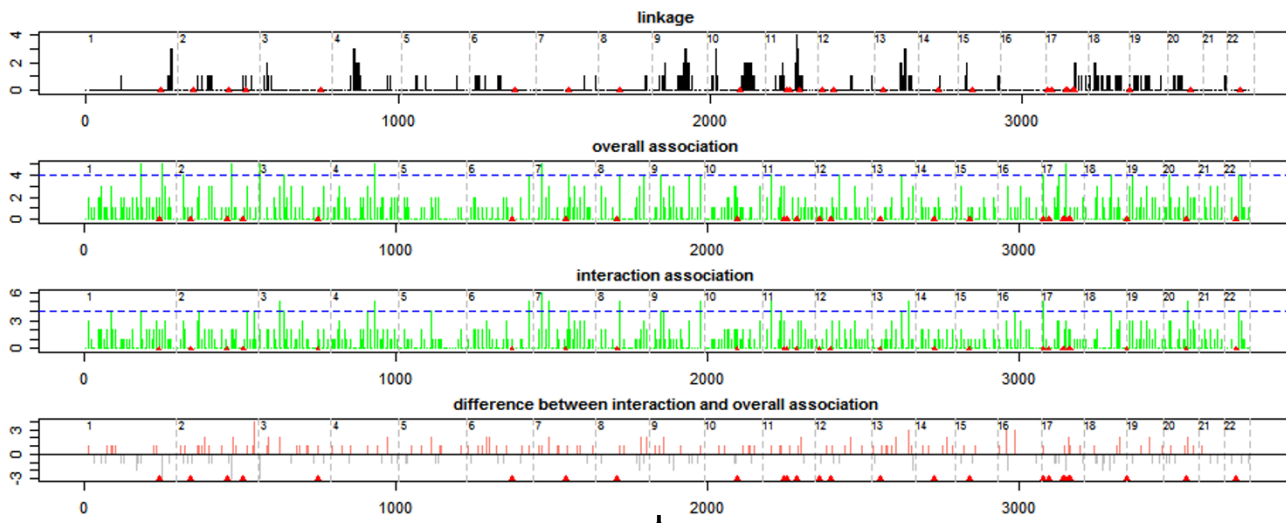 linkage
4
2
0
1 2 3 4 5 6 7 8 9 10 11 12 13 14 15 16 17 18 19 20 21 22
0 1000 2000 3000
overall association
4
2
0
1 2 3 4 5 6 7 8 9 10 11 12 13 14 15 16 17 18 19 20 21 22
0 1000 2000 3000
interaction association
6
3
0
1 2 3 4 5 6 7 8 9 10 11 12 13 14 15 16 17 18 19 20 21 22
0 1000 2000 3000
difference between interaction and overall association
3
0
-3
1 2 3 4 5 6 7 8 9 10 11 12 13 14 15 16 17 18 19 20 21 22
0 1000 2000 3000